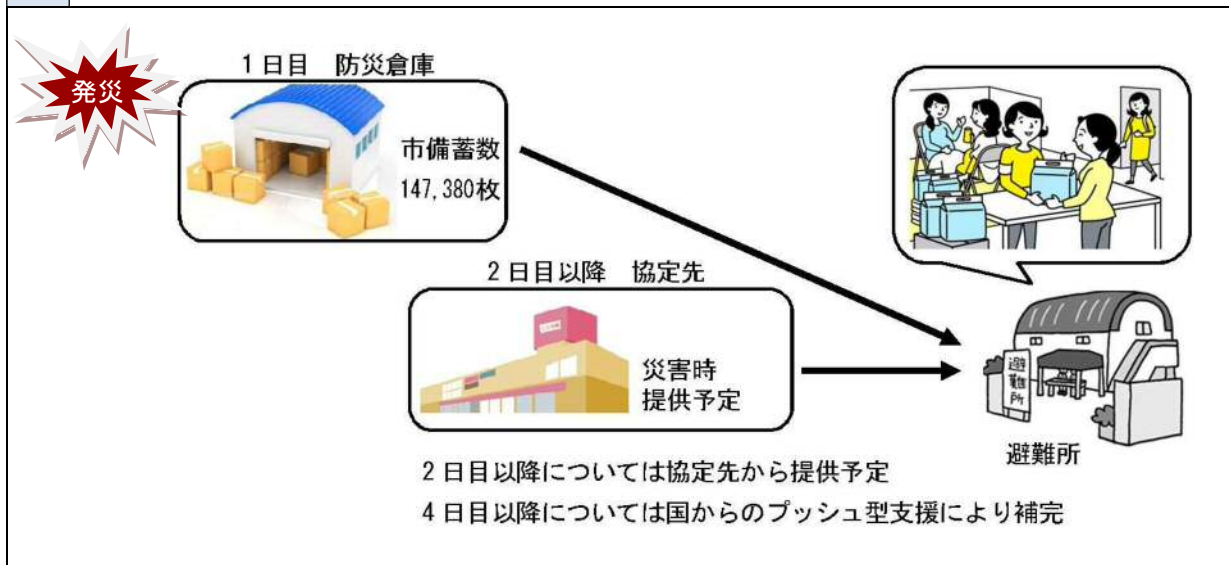 発災
1日目 防災倉庫
市備蓄数
147,380枚
2日目以降 協定先
災害時
提供予定
避難所
避難所
2日目以降については協定先から提供予定
4日目以降については国からのプッシュ型支援により補完